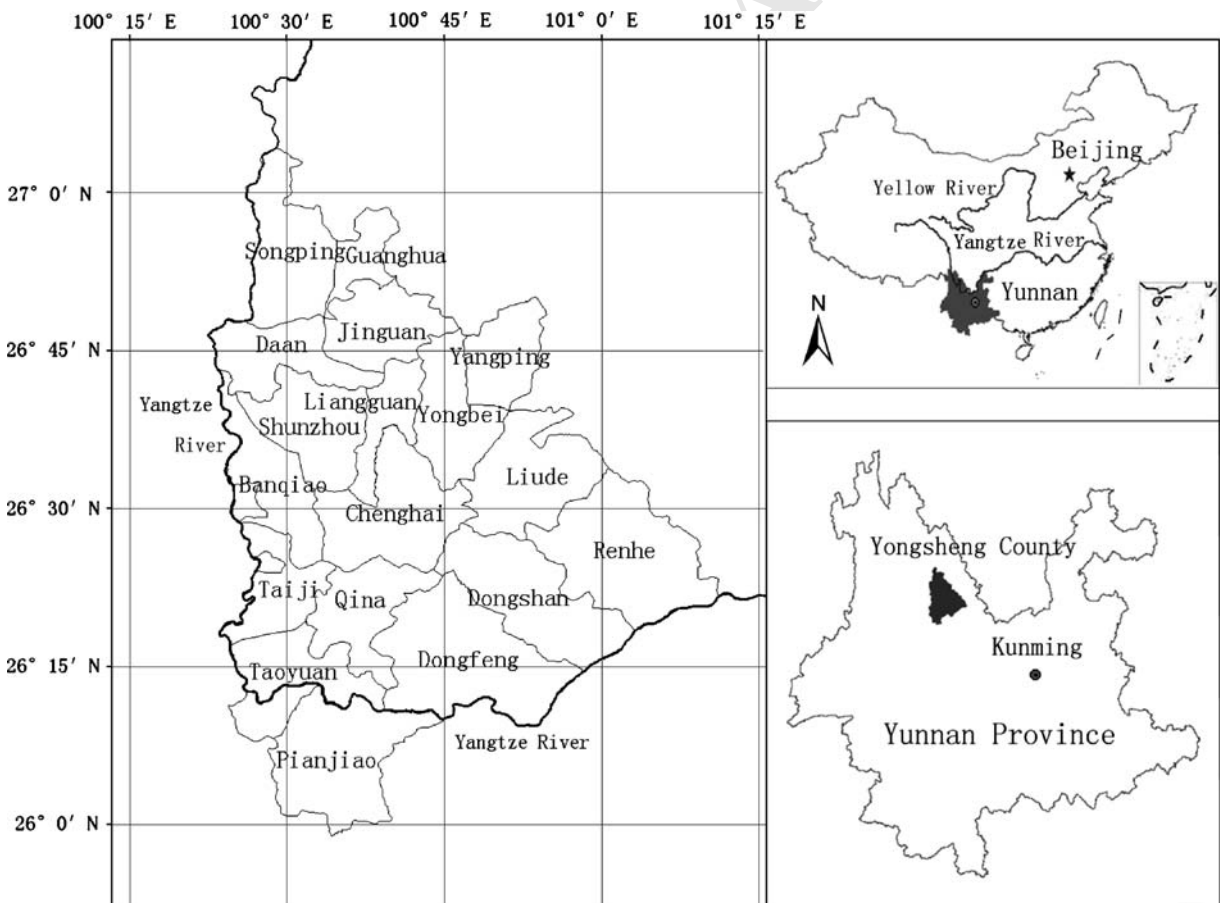 100° 15′ E
100° 30′ E
100° 45′ E
101° 0′ E
101° 15′ E
27° 0′ N
26° 45′ N
26° 30′ N
26° 15′ N
26° 0′ N
Songping
Guanghua
Jinguan
Daan
Yangping
Liangguan
Yongbei
Shunzhou
Yangtze
River
Banqiao
Liude
Chenghai
Renhe
Taiji
Qina
Dongshan
Dongfeng
Taoyuan
Yangtze River
Pianjiao
Beijing
Yellow River
Yangtze River
Yunnan
N
Yongsheng County
Kunming
Yunnan Province